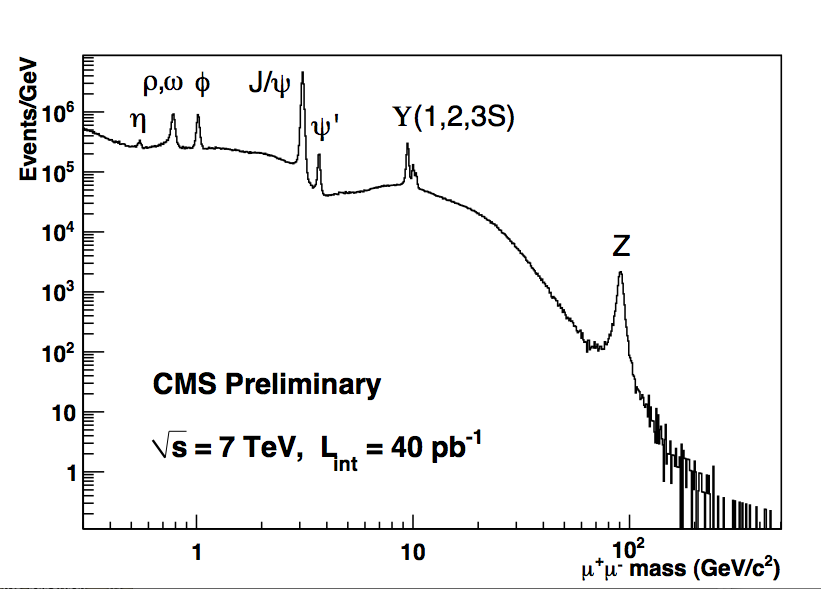 Events/GeV
10⁶
10⁵
10⁴
10³
10²
10
1
η
ρ,ω
ϕ
J/ψ
ψ'
Υ(1,2,3S)
Z
CMS Preliminary
√s = 7 TeV, L_int = 40 pb⁻¹
1
10
10²
μ⁺μ⁻ mass (GeV/c²)